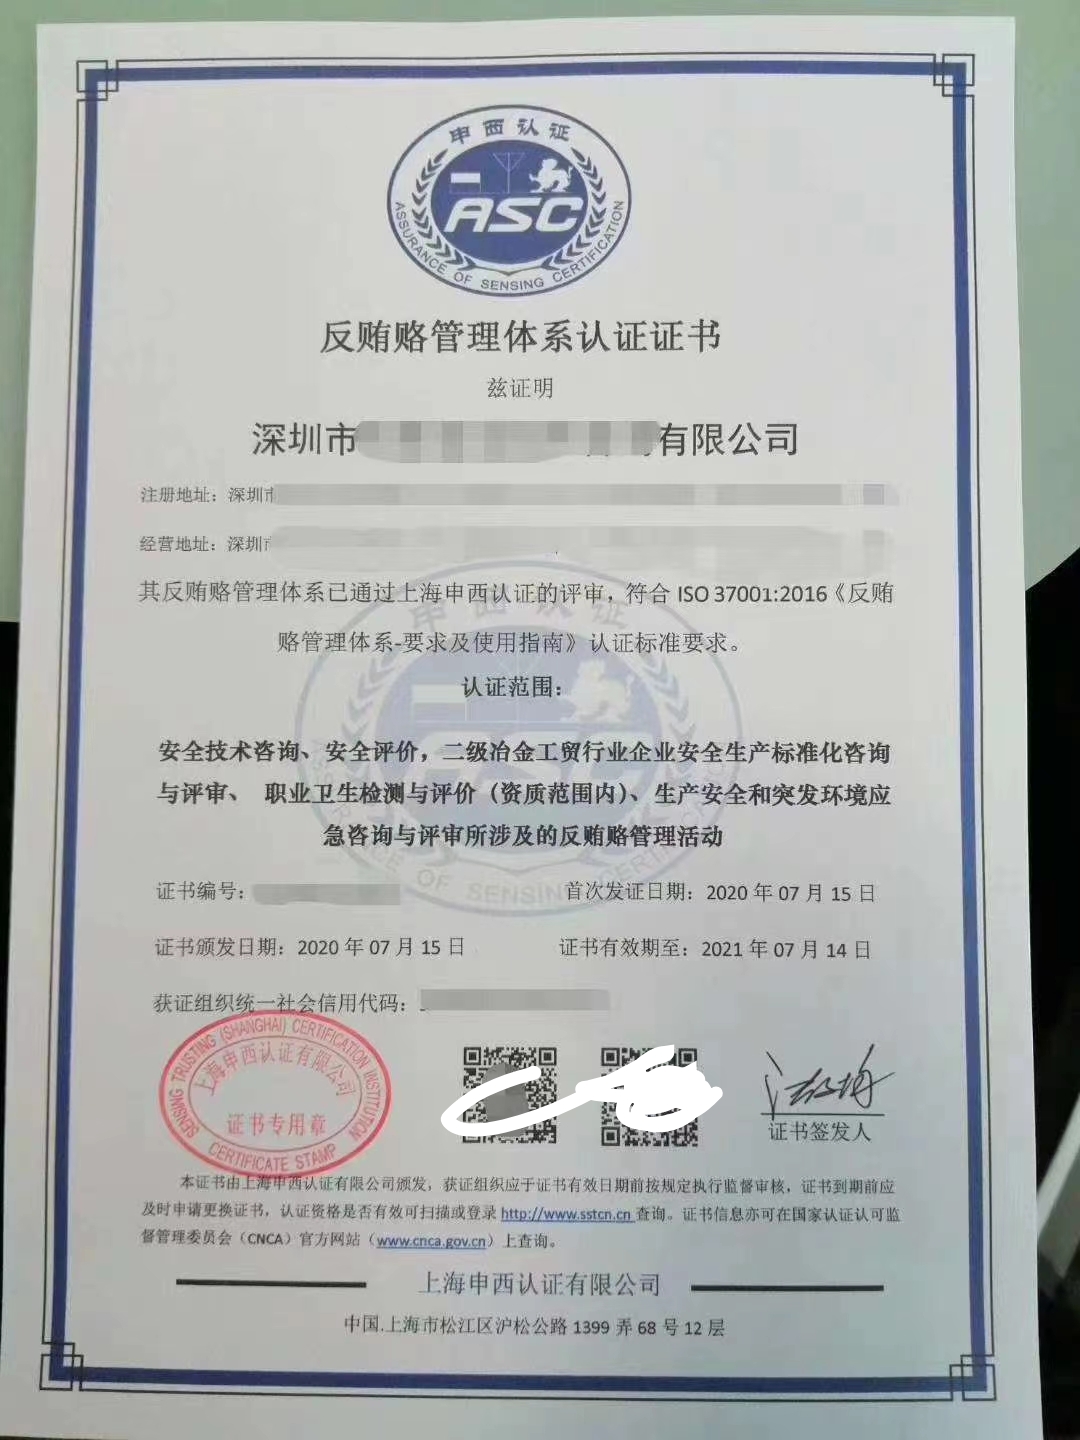 申西认证
ASC
ASSURANCE OF SENSING CERTIFICATION
反贿赂管理体系认证证书
兹证明
深圳市 有限公司
注册地址：深圳市
经营地址：深圳市
其反贿赂管理体系已通过上海申西认证的评审，符合 ISO 37001:2016《反贿
赂管理体系-要求及使用指南》认证标准要求。
认证范围：
安全技术咨询、安全评价，二级冶金工贸行业企业安全生产标准化咨询
与评审、 职业卫生检测与评价（资质范围内）、生产安全和突发环境应
急咨询与评审所涉及的反贿赂管理活动
证书编号：
首次发证日期：2020 年 07 月 15 日
证书颁发日期：2020 年 07 月 15 日
证书有效期至：2021 年 07 月 14 日
获证组织统一社会信用代码：
SENSING TRUSTING (SHANGHAI) CERTIFICATION INSTITUTION
上海申西认证有限公司
证书专用章
CERTIFICATE STAMP
证书签发人
本证书由上海申西认证有限公司颁发，获证组织应于证书有效日期前按规定执行监督审核，证书到期前应
及时申请更换证书，认证资格是否有效可扫描或登录 http://www.sstcn.cn 查询。证书信息亦可在国家认证认可监
督管理委员会（CNCA）官方网站（www.cnca.gov.cn）上查询。
上海申西认证有限公司
中国.上海市松江区沪松公路 1399 弄 68 号 12 层